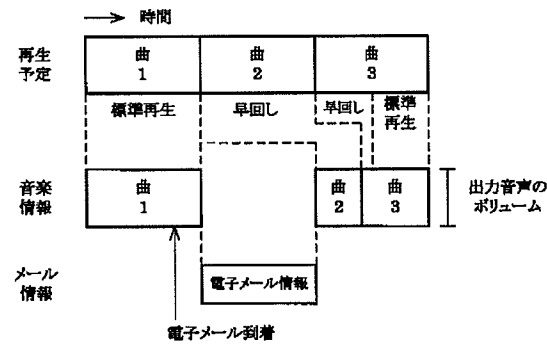 時間
再生
予定
曲
1
曲
2
曲
3
標準再生
早回し
早回し
標準
再生
音楽
情報
曲
1
曲
2
曲
3
出力音声の
ボリューム
メール
情報
電子メール情報
電子メール到着